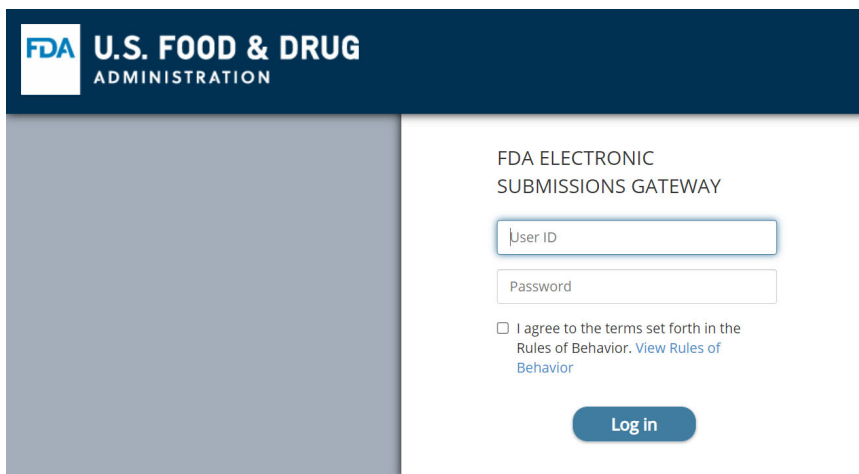 FDA U.S. FOOD & DRUG
ADMINISTRATION
FDA ELECTRONIC
SUBMISSIONS GATEWAY
User ID
Password
I agree to the terms set forth in the
Rules of Behavior. View Rules of
Behavior
Log in